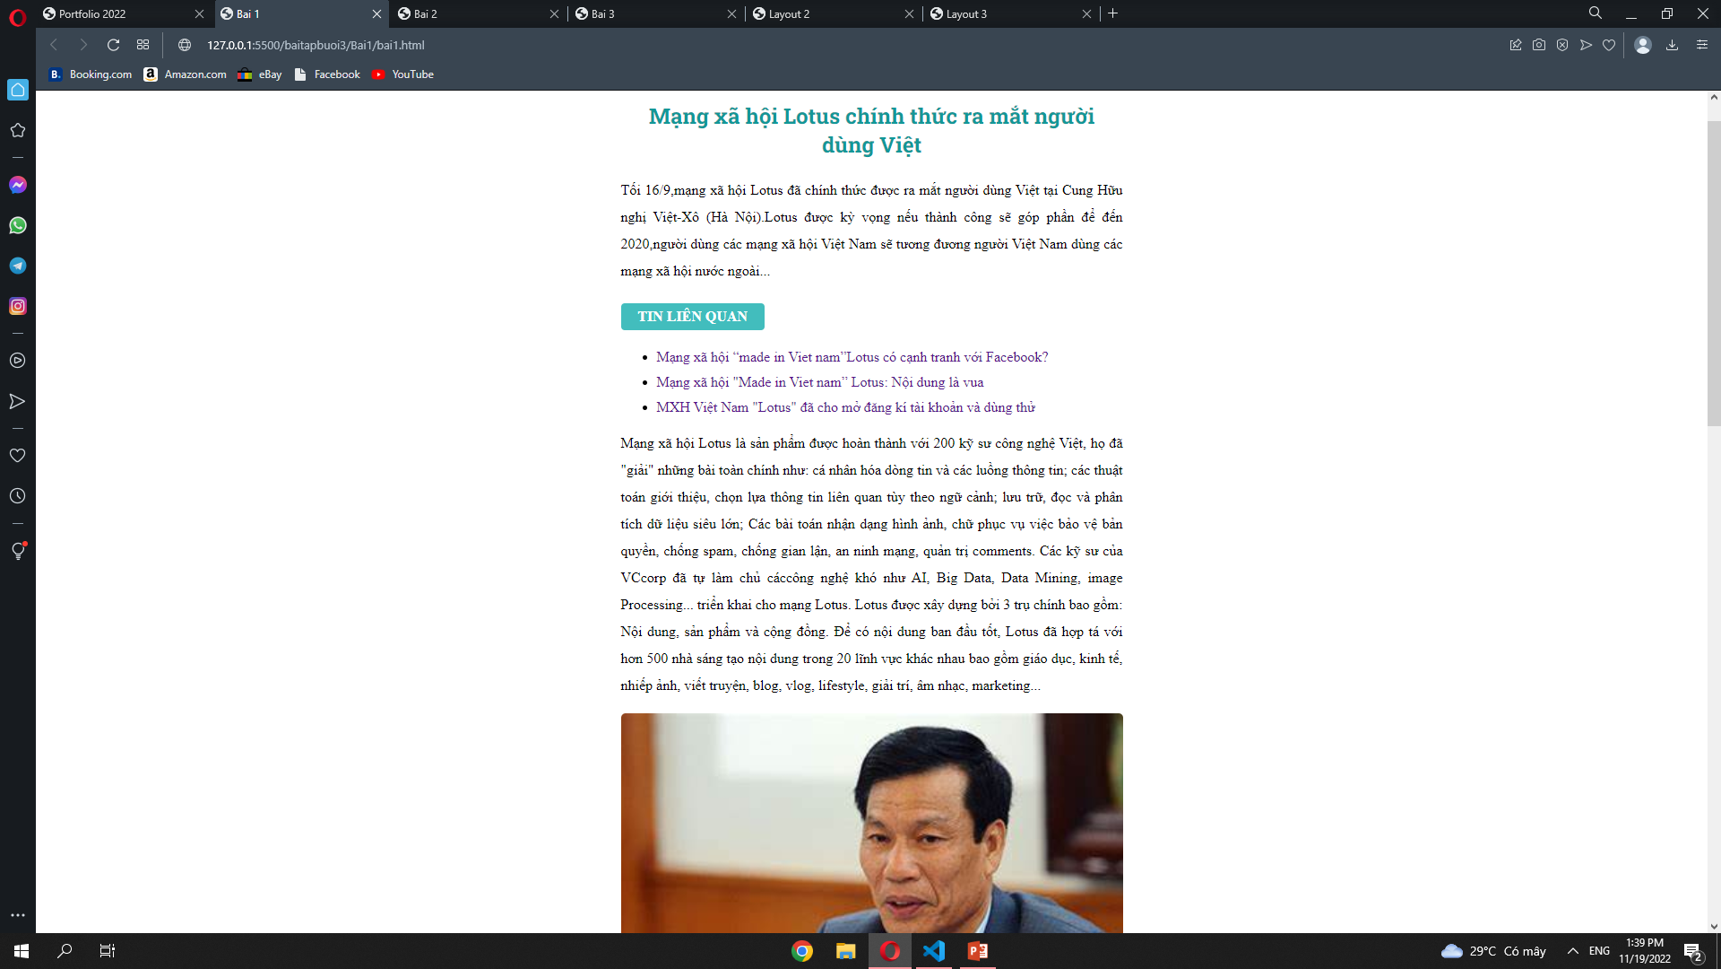 Portfolio 2022
Bai 1
Bai 2
Bai 3
Layout 2
Layout 3
127.0.0.1:5500/baitapbuoi3/Bai1/bai1.html
B. Booking.com
a Amazon.com
eBay
Facebook
YouTube
Mạng xã hội Lotus chính thức ra mắt người
dùng Việt
Tối 16/9,mạng xã hội Lotus đã chính thức được ra mắt người dùng Việt tại Cung Hữu
nghị Việt-Xô (Hà Nội).Lotus được kỳ vọng nếu thành công sẽ góp phần để đến
2020,người dùng các mạng xã hội Việt Nam sẽ tương đương người Việt Nam dùng các
mạng xã hội nước ngoài...
TIN LIÊN QUAN
Mạng xã hội “made in Viet nam”Lotus có cạnh tranh với Facebook?
Mạng xã hội "Made in Viet nam” Lotus: Nội dung là vua
MXH Việt Nam "Lotus" đã cho mở đăng kí tài khoản và dùng thử
Mạng xã hội Lotus là sản phẩm được hoàn thành với 200 kỹ sư công nghệ Việt, họ đã
"giải" những bài toàn chính như: cá nhân hóa dòng tin và các luồng thông tin; các thuật
toán giới thiệu, chọn lựa thông tin liên quan tùy theo ngữ cảnh; lưu trữ, đọc và phân
tích dữ liệu siêu lớn; Các bài toán nhận dạng hình ảnh, chữ phục vụ việc bảo vệ bản
quyền, chống spam, chống gian lận, an ninh mạng, quản trị comments. Các kỹ sư của
VCcorp đã tự làm chủ cáccông nghệ khó như AI, Big Data, Data Mining, image
Processing... triển khai cho mạng Lotus. Lotus được xây dựng bởi 3 trụ chính bao gồm:
Nội dung, sản phẩm và cộng đồng. Để có nội dung ban đầu tốt, Lotus đã hợp tá với
hơn 500 nhà sáng tạo nội dung trong 20 lĩnh vực khác nhau bao gồm giáo dục, kinh tế,
nhiếp ảnh, viết truyện, blog, vlog, lifestyle, giải trí, âm nhạc, marketing...
29°C Có mây
ENG
1:39 PM
11/19/2022
2